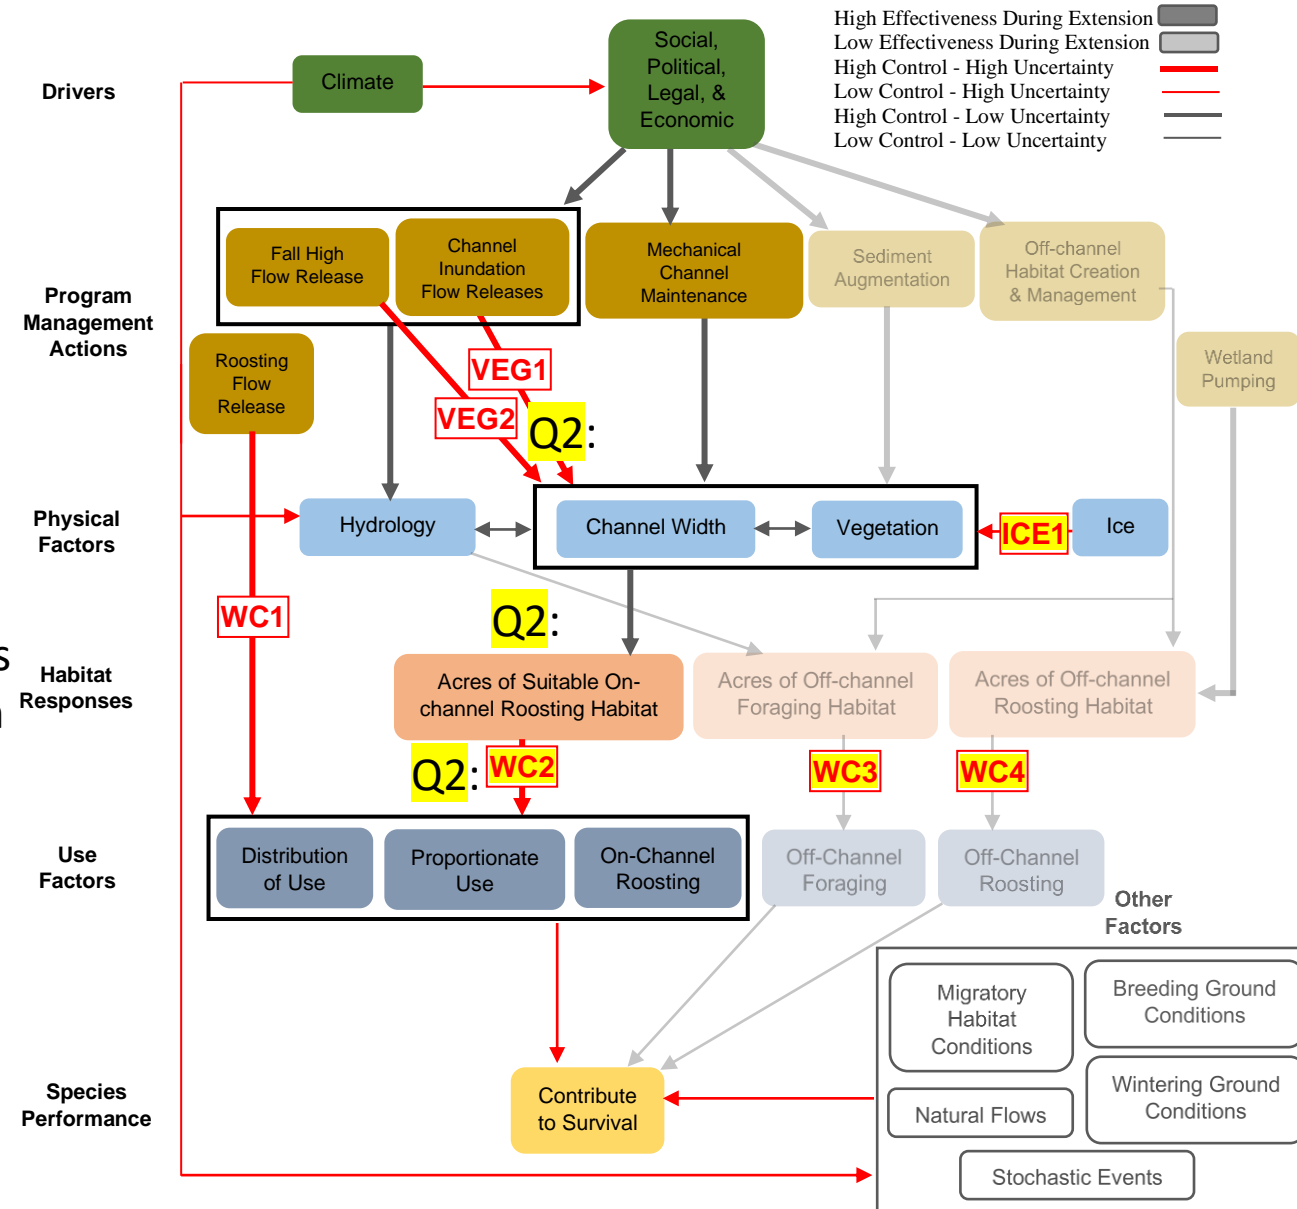 High Effectiveness During Extension
Low Effectiveness During Extension
High Control - High Uncertainty
Low Control - High Uncertainty
High Control - Low Uncertainty
Low Control - Low Uncertainty
Drivers
Climate
Social,
Political,
Legal, &
Economic
Program
Management
Actions
Fall High
Flow Release
Channel
Inundation
Flow Releases
Mechanical
Channel
Maintenance
Sediment
Augmentation
Off-channel
Habitat Creation
& Management
Roosting
Flow
Release
Wetland
Pumping
VEG1
VEG2
Q2:
Physical
Factors
Hydrology
Channel Width
Vegetation
ICE1
Ice
WC1
Q2:
s
Habitat
Responses
Acres of Suitable On-
channel Roosting Habitat
Acres of Off-channel
Foraging Habitat
Acres of Off-channel
Roosting Habitat
Q2:
WC2
WC3
WC4
Use
Factors
Distribution
of Use
Proportionate
Use
On-Channel
Roosting
Off-Channel
Foraging
Off-Channel
Roosting
Other
Factors
Migratory
Habitat
Conditions
Breeding Ground
Conditions
Species
Performance
Contribute
to Survival
Natural Flows
Wintering Ground
Conditions
Stochastic Events